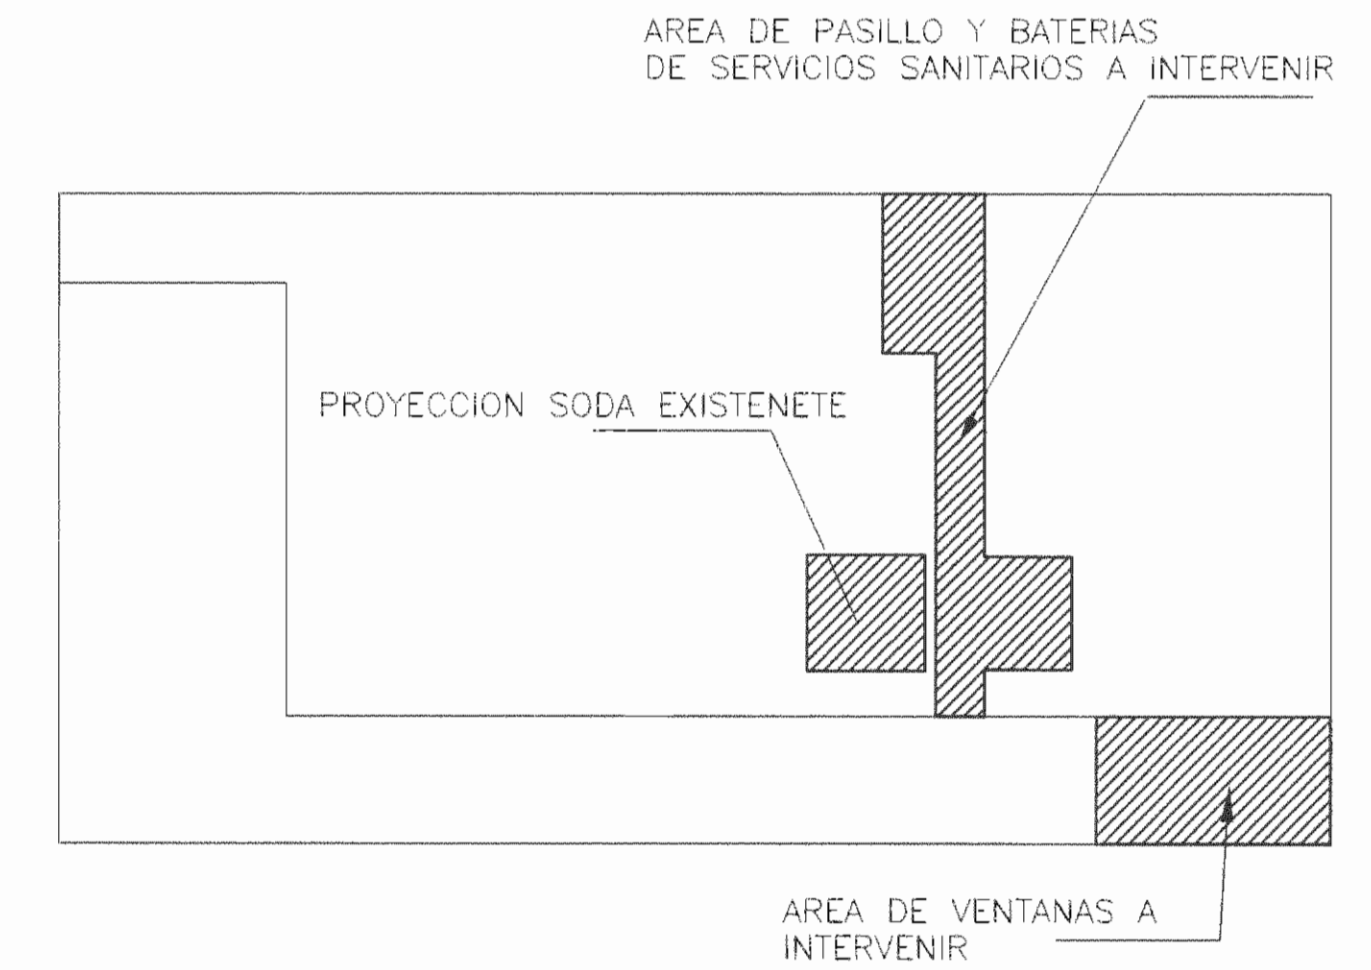 AREA DE PASILLO Y BATERIAS
DE SERVICIOS SANITARIOS A INTERVENIR
PROYECCION SODA EXISTENETE
AREA DE VENTANAS A
INTERVENIR